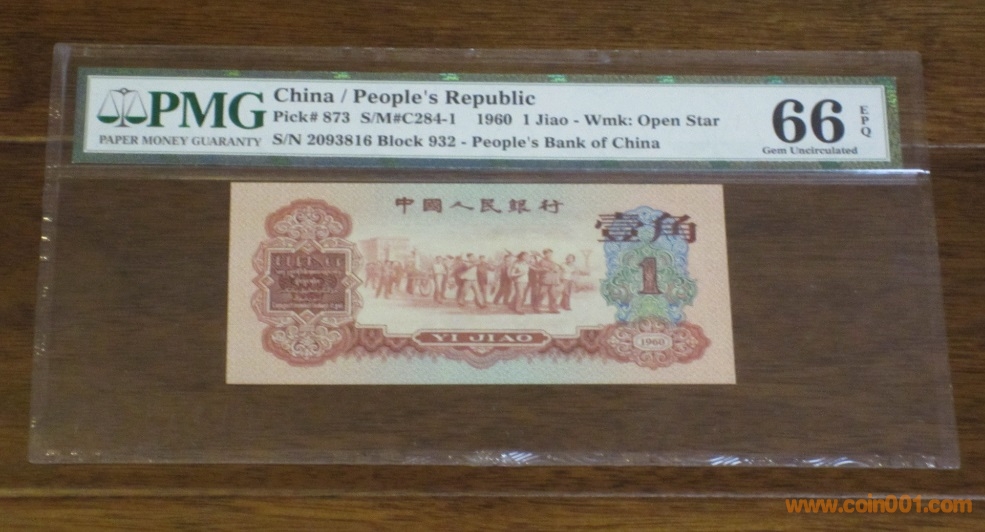 PMG
PAPER MONEY GUARANTY
China / People's Republic
Pick# 873 S/M#C284-1 1960 1 Jiao - Wmk: Open Star
S/N 2093816 Block 932 - People's Bank of China
66
EPQ
Gem Uncirculated
中國人民銀行
壹角
1
YI JIAO
1960
www.coin001.com